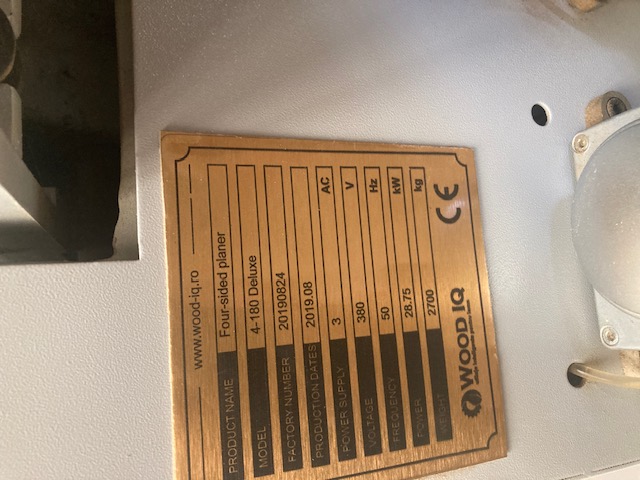 WOOD IQ
CE
PRODUCT NAME Four-sided planer
MODEL 4-180 Deluxe
FACTORY NUMBER 20190824
PRODUCTION DATES 2019.08
POWER SUPPLY 3 AC
VOLTAGE 380 V
FREQUENCY 50 Hz
POWER 28.75 kW
WEIGHT 2700 kg
www.wood-iq.ro